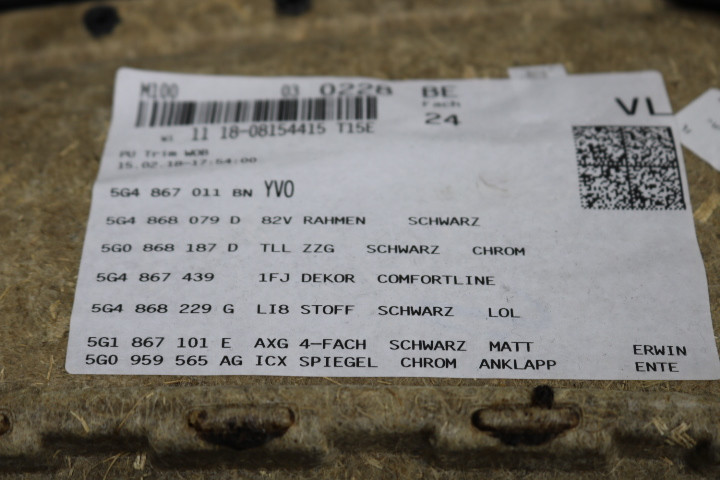 M100 03 0228 BE VL
Fach
24
W1 11 18-08154415 T15E
PU Trim WOB
15.02.18-17:54:00
5G4 867 011 BN YVO
5G4 868 079 D 82V RAHMEN SCHWARZ
5G0 868 187 D TLL ZZG SCHWARZ CHROM
5G4 867 439 1FJ DEKOR COMFORTLINE
5G4 868 229 G LI8 STOFF SCHWARZ LOL
5G1 867 101 E AXG 4-FACH SCHWARZ MATT ERWIN
5G0 959 565 AG ICX SPIEGEL CHROM ANKLAPP ENTE